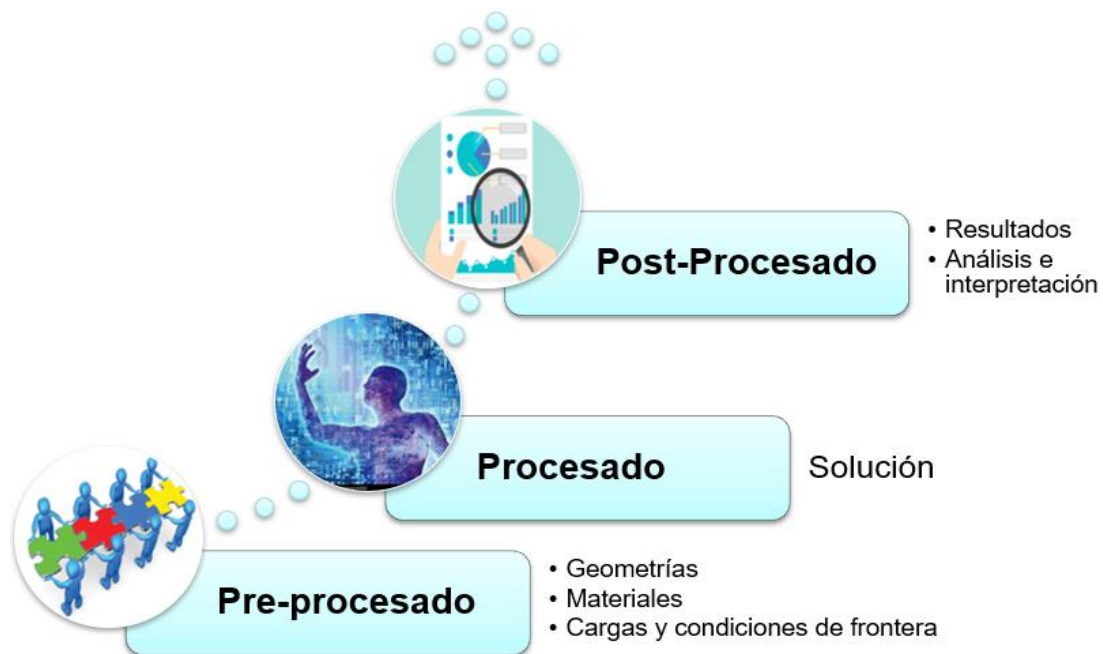 Post-Procesado
• Resultados
• Análisis e
interpretación
Procesado
Solución
Pre-procesado
• Geometrías
• Materiales
• Cargas y condiciones de frontera